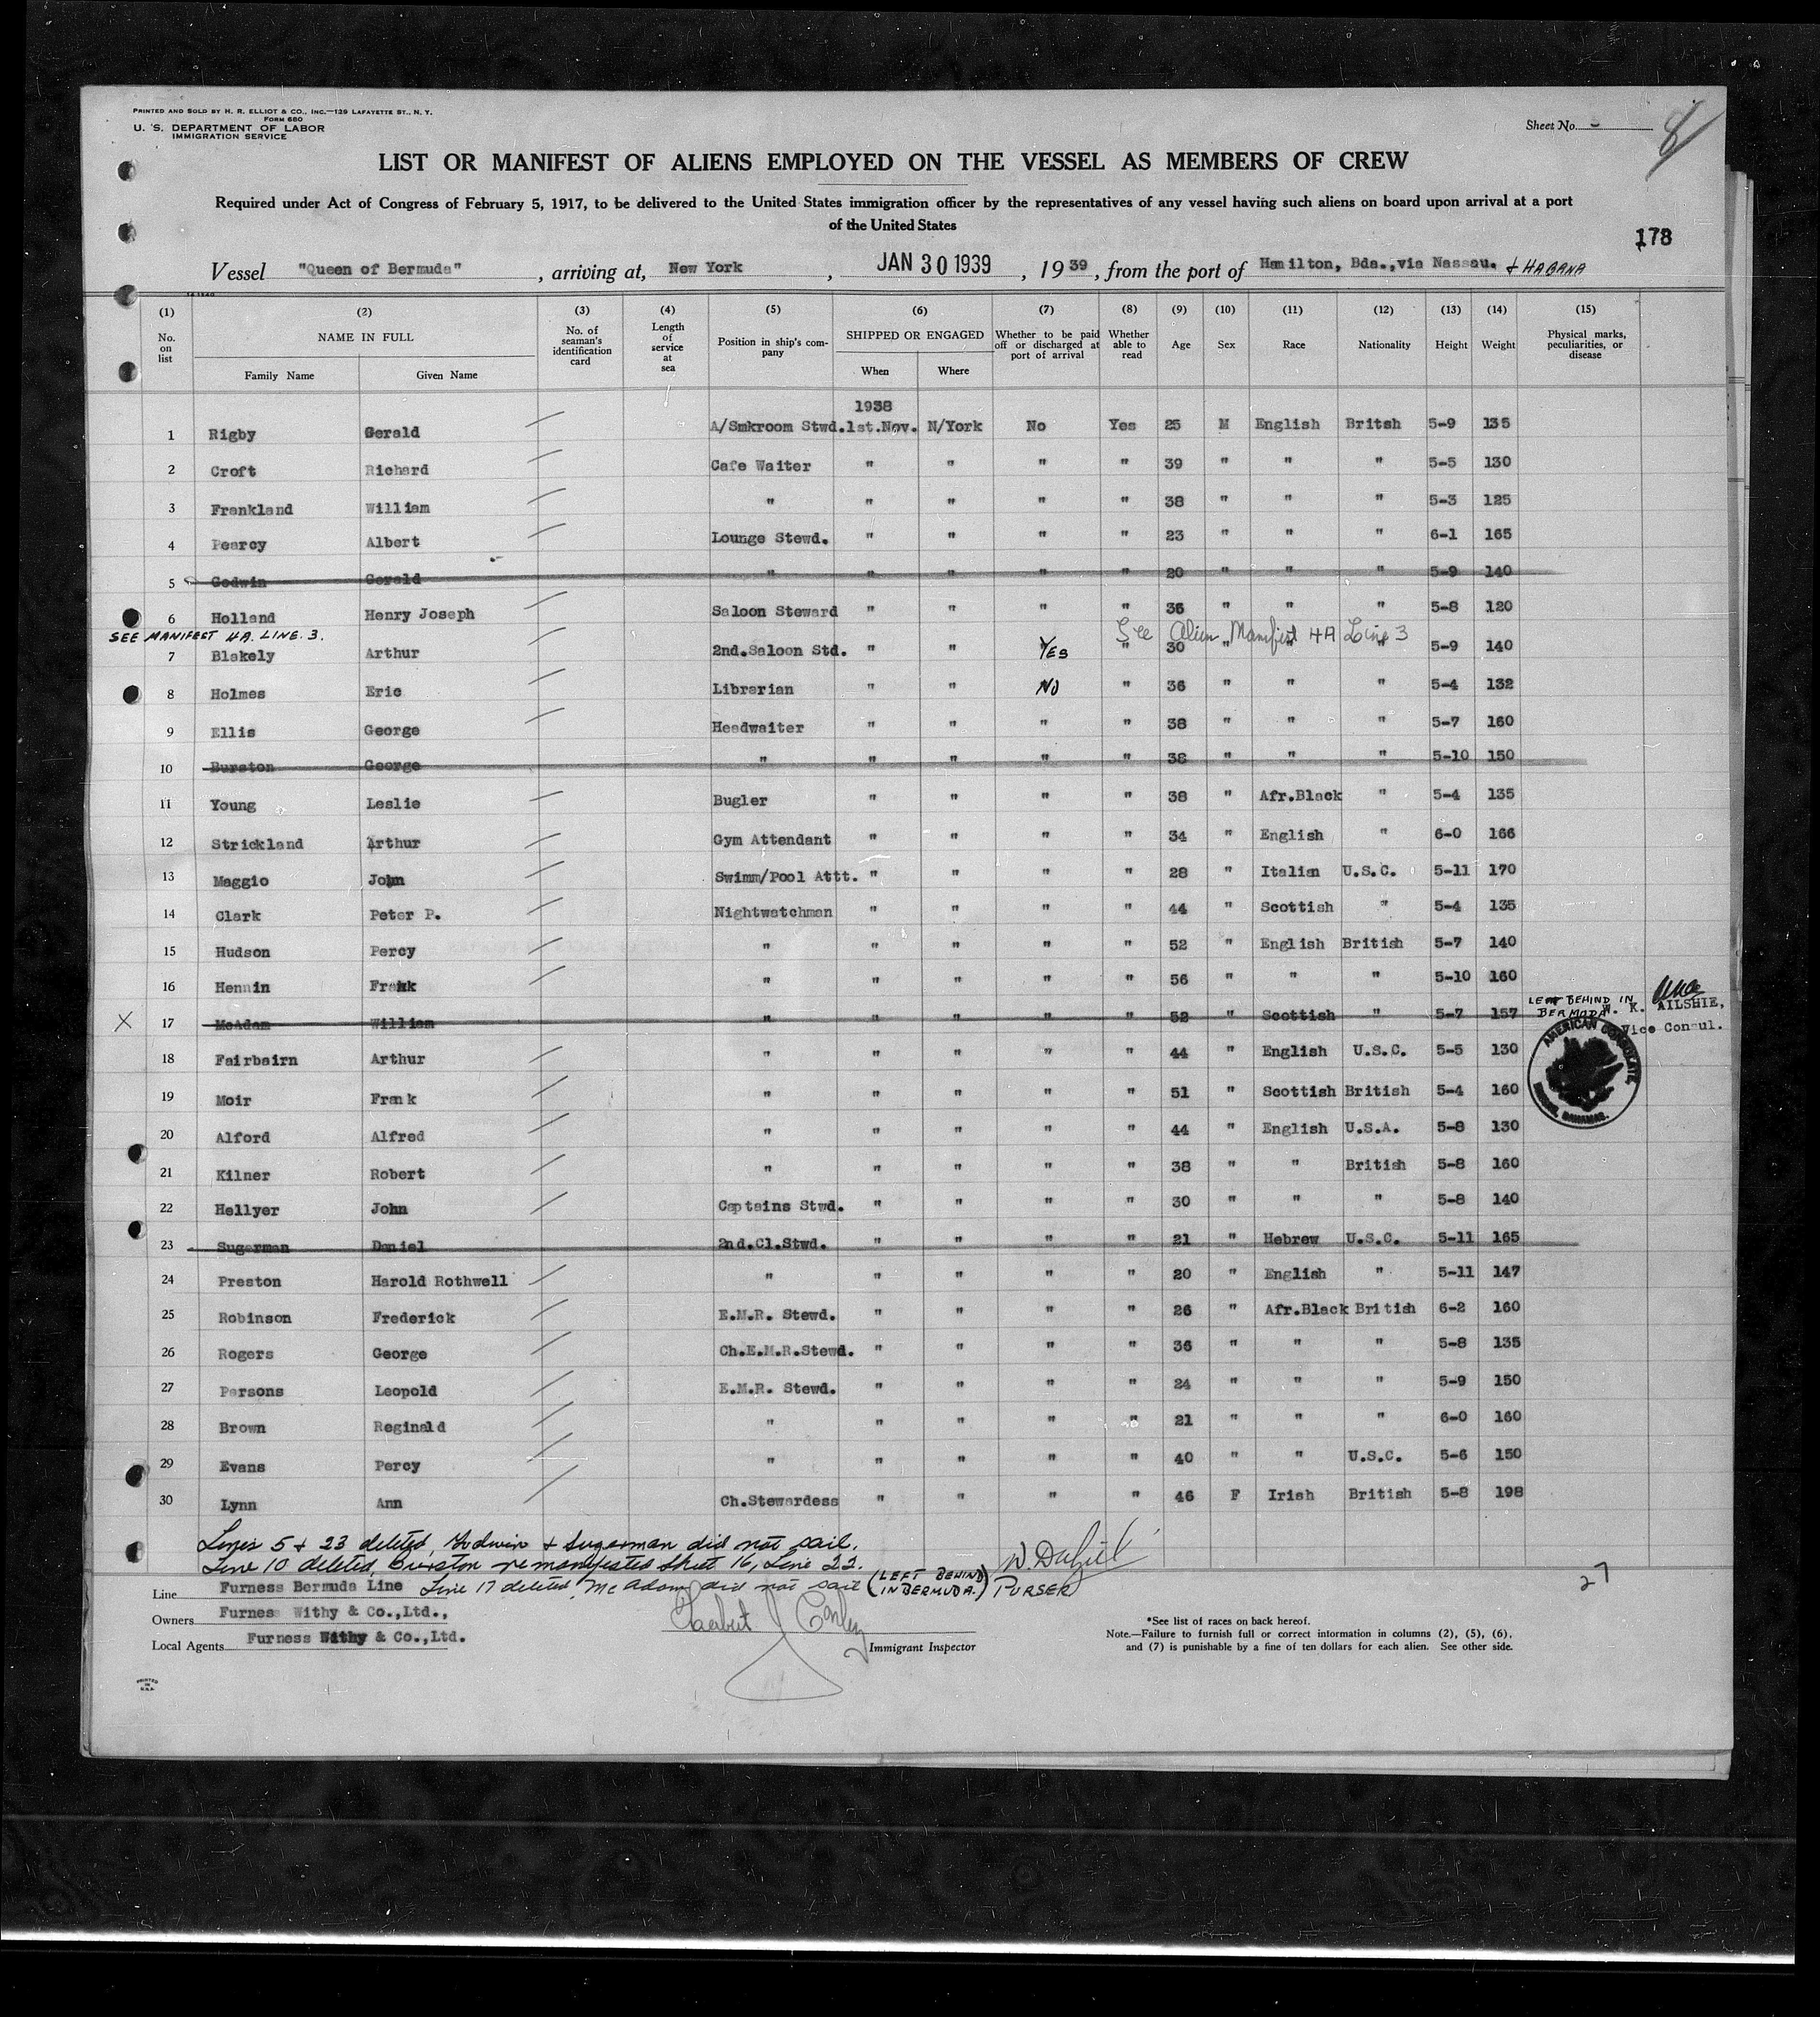 PRINTED AND SOLD BY H. R. ELLIOT & CO., INC.—129 LAFAYETTE ST., N. Y.
FORM 680
U. S. DEPARTMENT OF LABOR
IMMIGRATION SERVICE
Sheet No.
8
LIST OR MANIFEST OF ALIENS EMPLOYED ON THE VESSEL AS MEMBERS OF CREW
Required under Act of Congress of February 5, 1917, to be delivered to the United States immigration officer by the representatives of any vessel having such aliens on board upon arrival at a port
of the United States
178
Vessel "Queen of Bermuda", arriving at, New York, JAN 30 1939, 1939, from the port of Hamilton, Bda., via Nassau. & HABANA
(1) (2) (3) (4) (5) (6) (7) (8) (9) (10) (11) (12) (13) (14) (15)
No. on list NAME IN FULL No. of seaman's identification card Length of service at sea Position in ship's company SHIPPED OR ENGAGED Whether to be paid off or discharged at port of arrival Whether able to read Age Sex Race Nationality Height Weight Physical marks, peculiarities, or disease
Family Name Given Name When Where
1938
1 Rigby Gerald A/Smkroom Stwd. 1st.Nov. N/York No Yes 25 M English Britsh 5-9 135
2 Croft Richard Cafe Waiter " " " " 39 " " " 5-5 130
3 Frankland William " " " " " 38 " " " 5-3 125
4 Pearcy Albert Lounge Stewd. " " " " 23 " " " 6-1 165
5 Godwin Gerald " " " " " 20 " " " 5-9 140
6 Holland Henry Joseph Saloon Steward " " " " 36 " " " 5-8 120
SEE MANIFEST 4A. LINE. 3. See Alien Manifest 4A Line 3
7 Blakely Arthur 2nd.Saloon Std. " " YES " 30 " " " 5-9 140
8 Holmes Eric Librarian " " NO " 36 " " " 5-4 132
9 Ellis George Headwaiter " " " " 38 " " " 5-7 160
10 Burston George " " " " " 38 " " " 5-10 150
11 Young Leslie Bugler " " " " 38 " Afr.Black " 5-4 135
12 Strickland Arthur Gym Attendant " " " " 34 " English " 6-0 166
13 Maggio John Swimm/Pool Attt. " " " " 28 " Italian U.S.C. 5-11 170
14 Clark Peter P. Nightwatchman " " " " 44 " Scottish " 5-4 135
15 Hudson Percy " " " " " 52 " English British 5-7 140
16 Hennin Frank " " " " " 56 " " " 5-10 160
X 17 McAdam William " " " " " 52 " Scottish " 5-7 157 LEFT BEHIND IN BERMUDA. K. AILSHIE,
Vice Consul.
18 Fairbairn Arthur " " " " " 44 " English U.S.C. 5-5 130
AMERICAN CONSULATE, NASSAU, BAHAMAS.
19 Moir Frank " " " " " 51 " Scottish British 5-4 160
20 Alford Alfred " " " " " 44 " English U.S.A. 5-8 130
21 Kilner Robert " " " " " 38 " " British 5-8 160
22 Hellyer John Captains Stwd. " " " " 30 " " " 5-8 140
23 Sugerman Daniel 2nd.Cl.Stwd. " " " " 21 " Hebrew U.S.C. 5-11 165
24 Preston Harold Rothwell " " " " " 20 " English " 5-11 147
25 Robinson Frederick E.M.R. Stewd. " " " " 26 " Afr.Black British 6-2 160
26 Rogers George Ch.E.M.R.Stewd. " " " " 36 " " " 5-8 135
27 Parsons Leopold E.M.R. Stewd. " " " " 24 " " " 5-9 150
28 Brown Reginald " " " " " 21 " " " 6-0 160
29 Evans Percy " " " " " 40 " " U.S.C. 5-6 150
30 Lynn Ann Ch.Stewardess " " " " 46 F Irish British 5-8 198
Lines 5 & 23 deleted, Godwin & Sugerman did not sail.
Line 10 deleted, Burston remanifested Sheet 16, Line 22.
Line 17 deleted, McAdam did not sail (LEFT BEHIND IN BERMUDA.) PURSER
27
Line Furness Bermuda Line
Owners Furness Withy & Co.,Ltd.,
Local Agents Furness Withy & Co.,Ltd.
Immigrant Inspector
*See list of races on back hereof.
Note.—Failure to furnish full or correct information in columns (2), (5), (6),
and (7) is punishable by a fine of ten dollars for each alien. See other side.
PRINTED
IN
U.S.A.